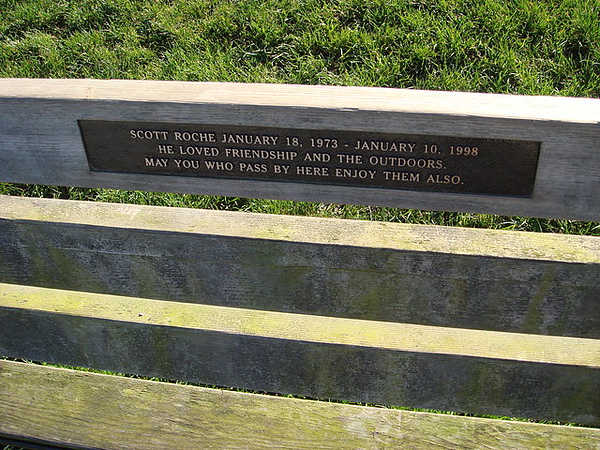 SCOTT ROCHE JANUARY 18, 1973 - JANUARY 10, 1998
HE LOVED FRIENDSHIP AND THE OUTDOORS.
MAY YOU WHO PASS BY HERE ENJOY THEM ALSO.